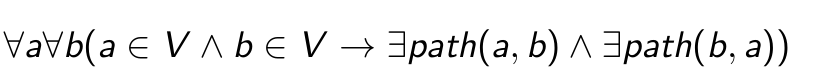 ∀a∀b(a ∈ V ∧ b ∈ V → ∃path(a, b) ∧ ∃path(b, a))